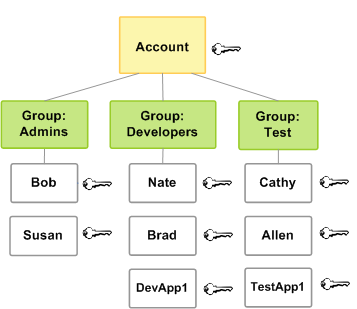 Account
Group:
Admins
Group:
Developers
Group:
Test
Bob
Nate
Cathy
Susan
Brad
Allen
DevApp1
TestApp1